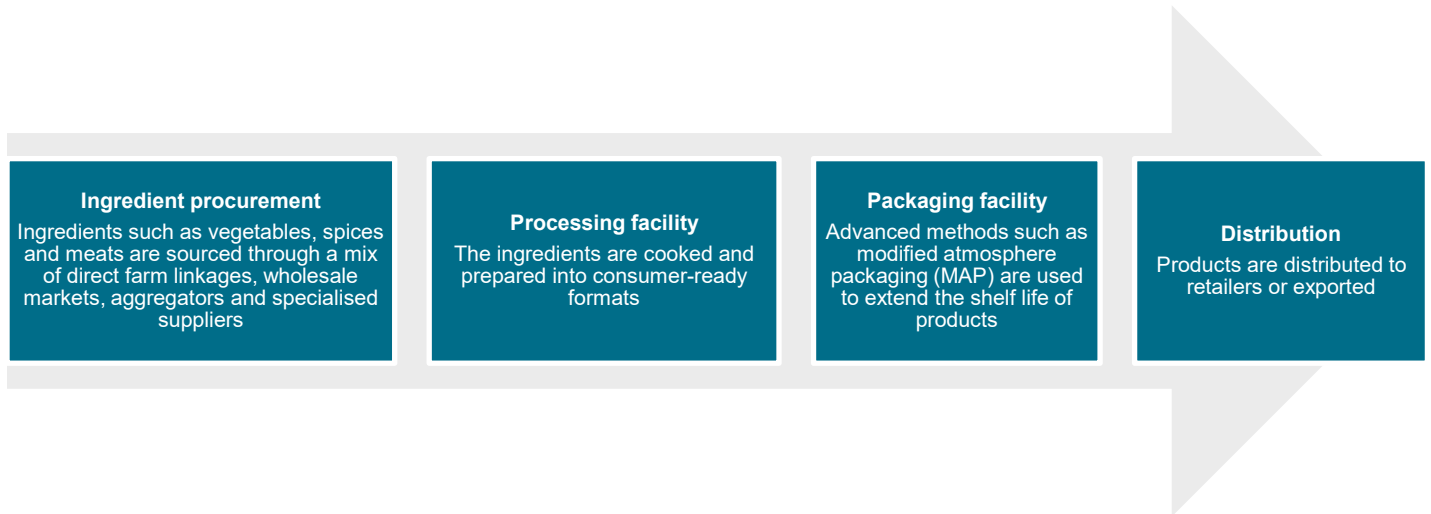 Ingredient procurement
Ingredients such as vegetables, spices
and meats are sourced through a mix
of direct farm linkages, wholesale
markets, aggregators and specialised
suppliers
Processing facility
The ingredients are cooked and
prepared into consumer-ready
formats
Packaging facility
Advanced methods such as
modified atmosphere
packaging (MAP) are used
to extend the shelf life of
products
Distribution
Products are distributed to
retailers or exported